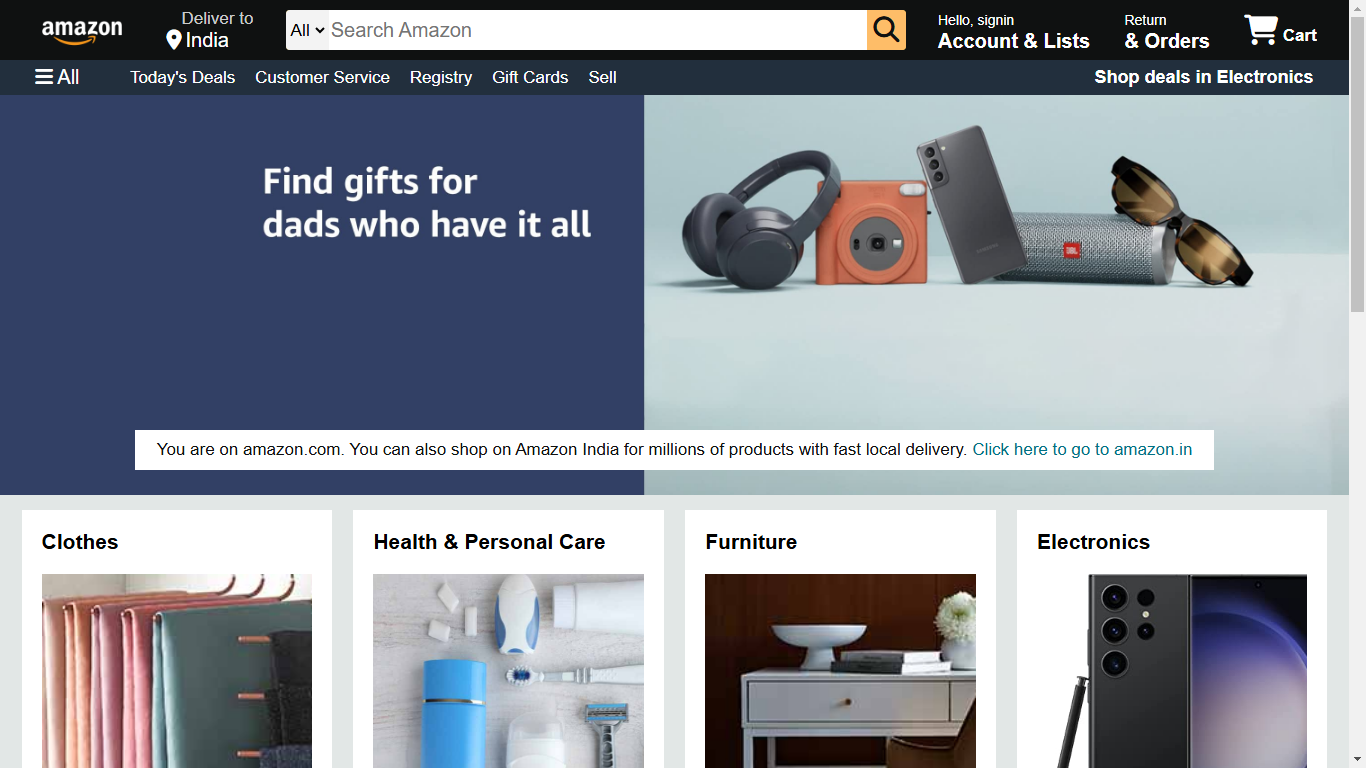 amazon
Deliver to
India
All
Search Amazon
Hello, signin
Account & Lists
Return
& Orders
Cart
All
Today's Deals
Customer Service
Registry
Gift Cards
Sell
Shop deals in Electronics
Find gifts for
dads who have it all
SAMSUNG
JBL
You are on amazon.com. You can also shop on Amazon India for millions of products with fast local delivery. Click here to go to amazon.in
Clothes
Health & Personal Care
Furniture
Electronics